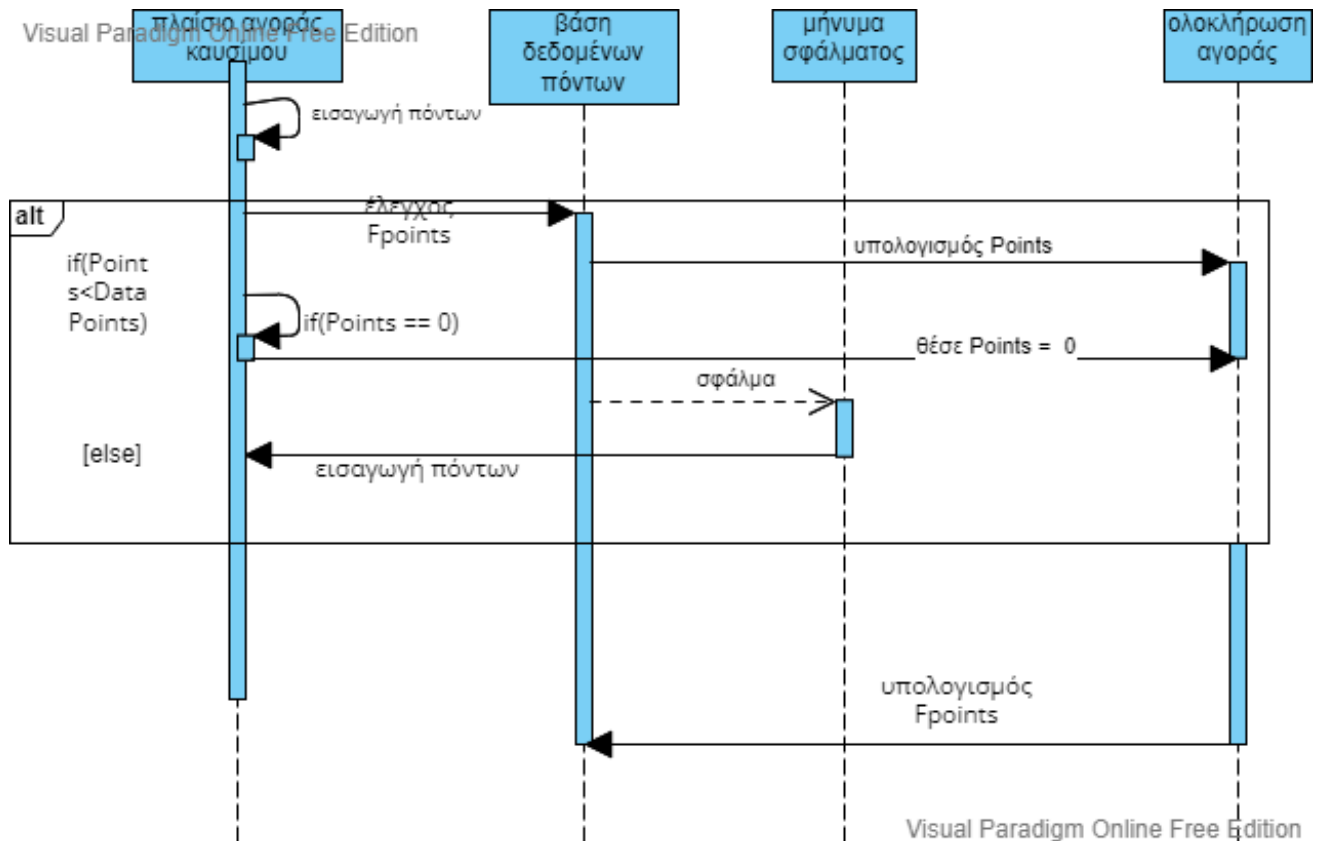 Visual Paradigm Online Free Edition
πλαίσιο αγοράς
καυσίμου
βάση
δεδομένων
πόντων
μήνυμα
σφάλματος
ολοκλήρωση
αγοράς
εισαγωγή πόντων
alt
έλεγχος
Fpoints
υπολογισμός Points
if(Point
s<Data
Points)
if(Points == 0)
θέσε Points = 0
σφάλμα
[else]
εισαγωγή πόντων
υπολογισμός
Fpoints
Visual Paradigm Online Free Edition